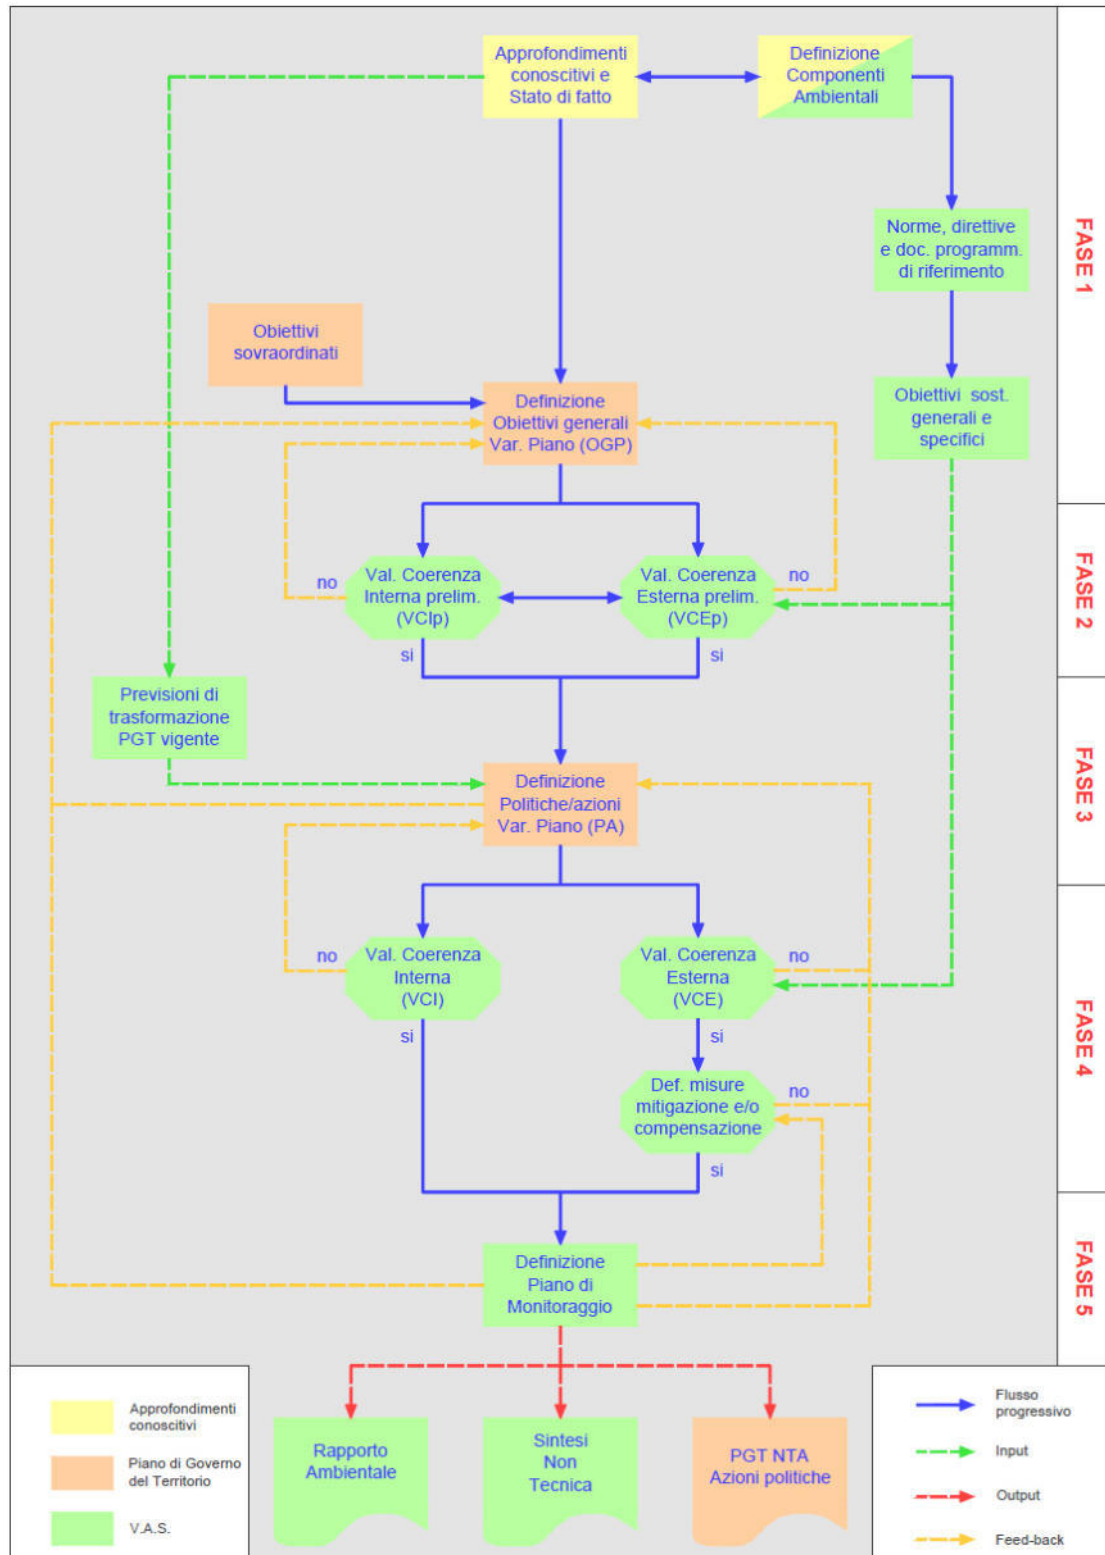 Approfondimenti
conoscitivi e
Stato di fatto
Definizione
Componenti
Ambientali
Norme, direttive
e doc. programm.
di riferimento
FASE 1
Obiettivi
sovraordinati
Definizione
Obiettivi generali
Var. Piano (OGP)
Obiettivi sost.
generali e
specifici
no
Val. Coerenza
Interna prelim.
(VCIp)
si
Val. Coerenza
Esterna prelim.
(VCEp)
no
si
FASE 2
Previsioni di
trasformazione
PGT vigente
Definizione
Politiche/azioni
Var. Piano (PA)
FASE 3
no
Val. Coerenza
Interna
(VCI)
si
Val. Coerenza
Esterna
(VCE)
no
si
Def. misure
mitigazione e/o
compensazione
no
si
FASE 4
Definizione
Piano di
Monitoraggio
FASE 5
Rapporto
Ambientale
Sintesi
Non
Tecnica
PGT NTA
Azioni politiche
Approfondimenti
conoscitivi
Piano di Governo
del Territorio
V.A.S.
Flusso
progressivo
Input
Output
Feed-back